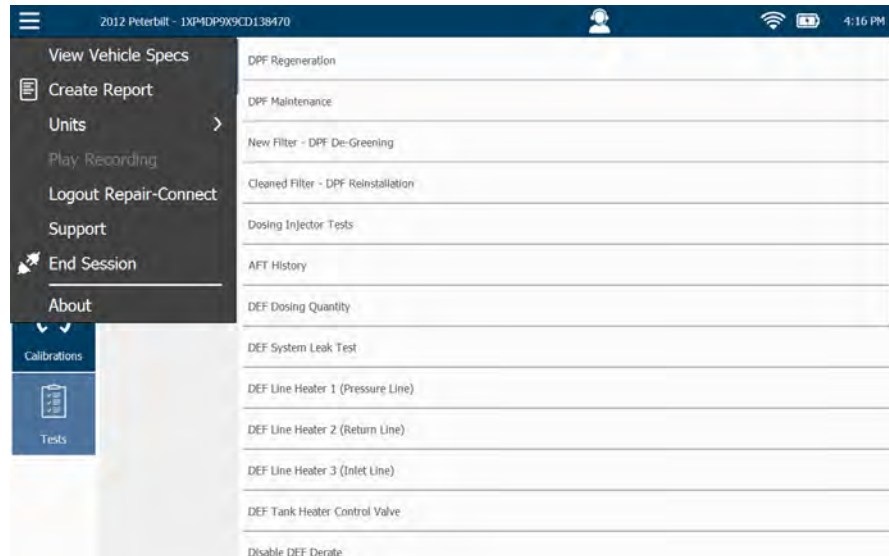 2012 Peterbilt - 1XP4DP9X9CD138470
4:16 PM
View Vehicle Specs
Create Report
Units
Play Recording
Logout Repair-Connect
Support
End Session
About
Calibrations
Tests
DPF Regeneration
DPF Maintenance
New Filter - DPF De-Greening
Cleaned Filter - DPF Reinstallation
Dosing Injector Tests
AFT History
DEF Dosing Quantity
DEF System Leak Test
DEF Line Heater 1 (Pressure Line)
DEF Line Heater 2 (Return Line)
DEF Line Heater 3 (Inlet Line)
DEF Tank Heater Control Valve
Disable DEF Derate